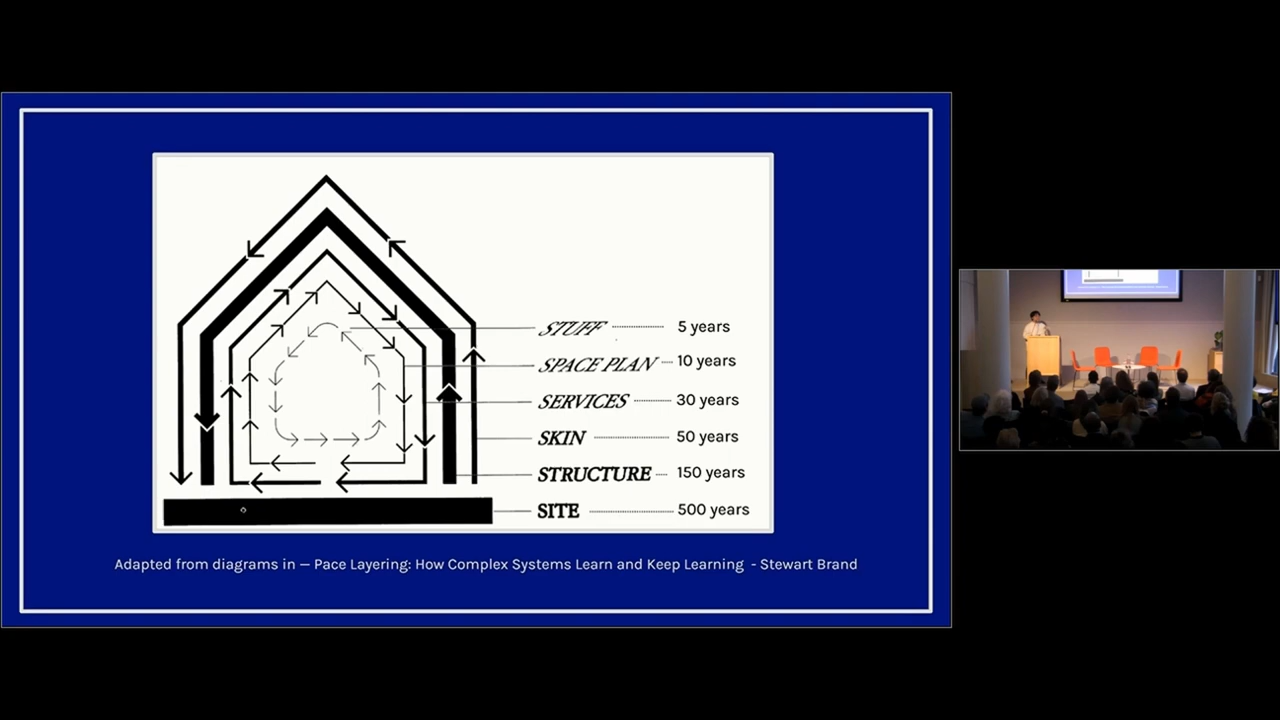 STUFF 5 years
SPACE PLAN 10 years
SERVICES 30 years
SKIN 50 years
STRUCTURE 150 years
SITE 500 years
Adapted from diagrams in — Pace Layering: How Complex Systems Learn and Keep Learning - Stewart Brand